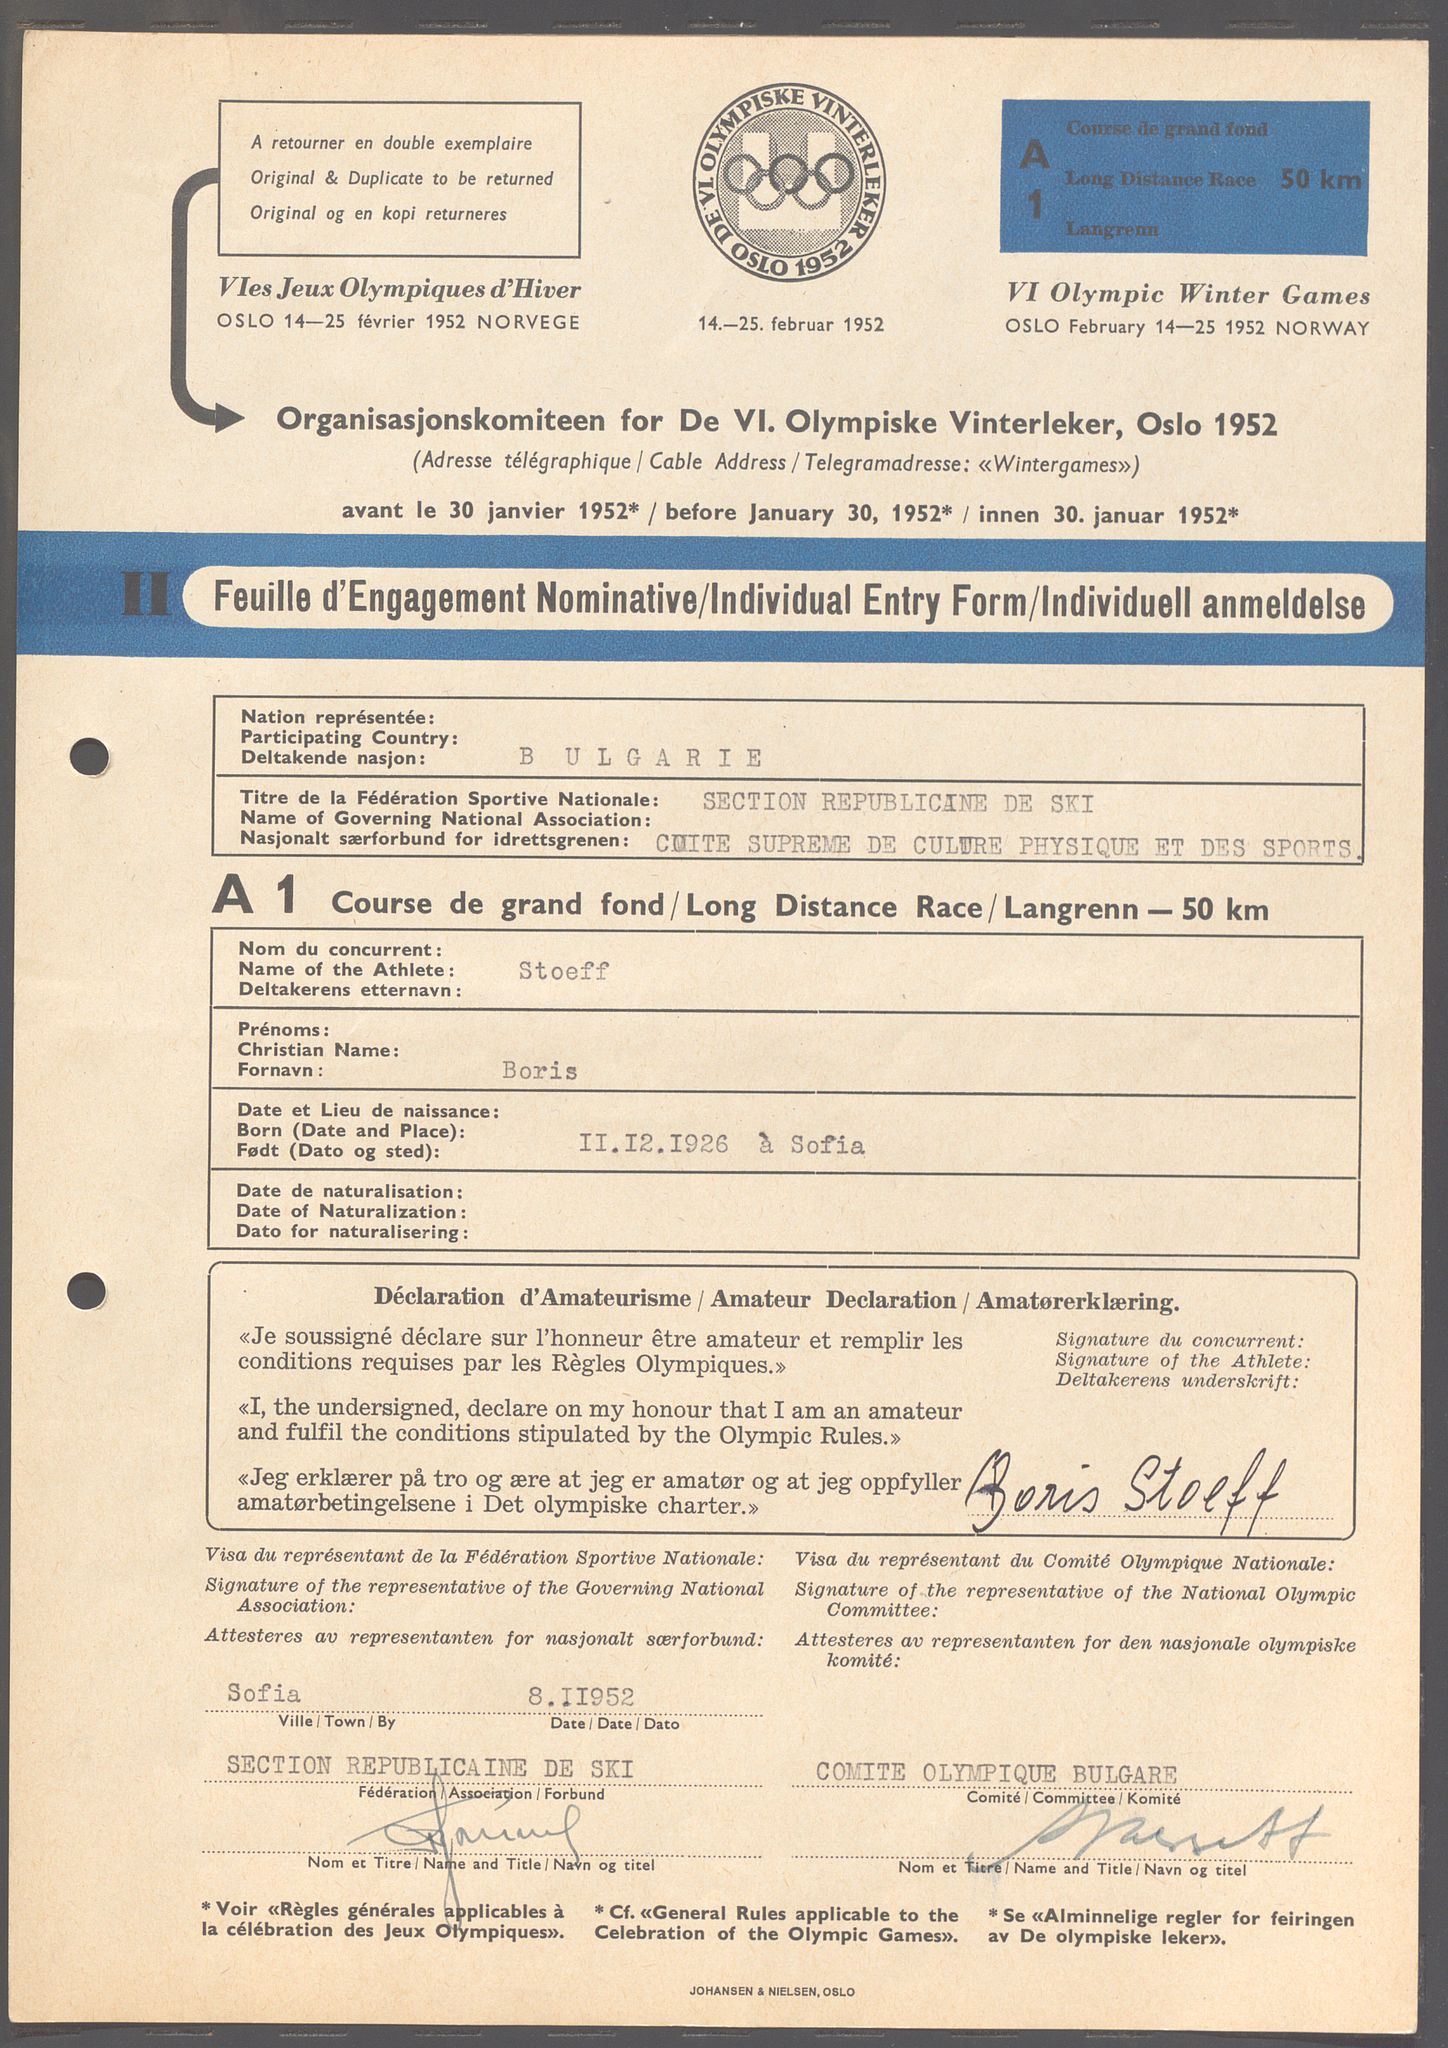 A retourner en double exemplaire
Original & Duplicate to be returned
Original og en kopi returneres
DE VI OLYMPISKE VINTERLEKER
OSLO 1952
A
1
Course de grand fond
Long Distance Race 50 km
Langrenn
VIes Jeux Olympiques d'Hiver
OSLO 14—25 février 1952 NORVEGE
14.—25. februar 1952
VI Olympic Winter Games
OSLO February 14—25 1952 NORWAY
Organisasjonskomiteen for De VI. Olympiske Vinterleker, Oslo 1952
(Adresse télégraphique / Cable Address / Telegramadresse: «Wintergames»)
avant le 30 janvier 1952* / before January 30, 1952* / innen 30. januar 1952*
II Feuille d'Engagement Nominative/Individual Entry Form/Individuell anmeldelse
Nation représentée:
Participating Country:
Deltakende nasjon: B ULGARIE
Titre de la Fédération Sportive Nationale: SECTION REPUBLICINE DE SKI
Name of Governing National Association:
Nasjonalt særforbund for idrettsgrenen: COITE SUPREME DE CULTURE PHYSIQUE ET DES SPORTS.
A 1 Course de grand fond / Long Distance Race / Langrenn — 50 km
Nom du concurrent:
Name of the Athlete: Stoeff
Deltakerens etternavn:
Prénoms:
Christian Name:
Fornavn: Boris
Date et Lieu de naissance:
Born (Date and Place):
Født (Dato og sted): II.I2.I926 à Sofia
Date de naturalisation:
Date of Naturalization:
Dato for naturalisering:
Déclaration d'Amateurisme / Amateur Declaration / Amatørerklæring.
«Je soussigné déclare sur l'honneur être amateur et remplir les
conditions requises par les Règles Olympiques.»
«I, the undersigned, declare on my honour that I am an amateur
and fulfil the conditions stipulated by the Olympic Rules.»
«Jeg erklærer på tro og ære at jeg er amatør og at jeg oppfyller
amatørbetingelsene i Det olympiske charter.»
Signature du concurrent:
Signature of the Athlete:
Deltakerens underskrift:
Boris Stoeff
Visa du représentant de la Fédération Sportive Nationale:
Signature of the representative of the Governing National
Association:
Attesteres av representanten for nasjonalt særforbund:
Visa du représentant du Comité Olympique Nationale:
Signature of the representative of the National Olympic
Committee:
Attesteres av representanten for den nasjonale olympiske
komité:
Sofia 8.II952
Ville / Town / By Date / Date / Dato
SECTION REPUBLICAINE DE SKI
Fédération / Association / Forbund
COMITE OLYMPIQUE BULGARE
Comité / Committee / Komité
Nom et Titre / Name and Title / Navn og titel
Nom et Titre / Name and Title / Navn og titel
* Voir «Règles générales applicables à
la célébration des Jeux Olympiques».
* Cf. «General Rules applicable to the
Celebration of the Olympic Games».
* Se «Alminnelige regler for feiringen
av De olympiske leker».
JOHANSEN & NIELSEN, OSLO